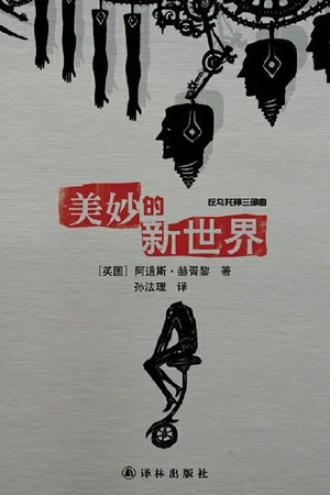 反乌托邦三部曲
美妙的
新世界
[英国] 阿道斯·赫胥黎 著
孙法理 译
译林出版社